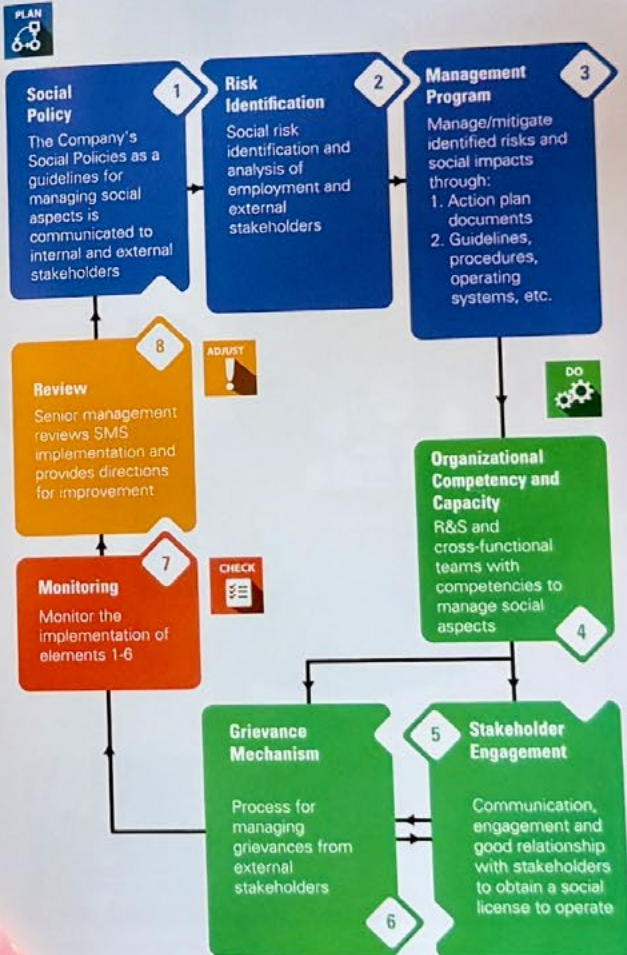 PLAN
1
Social
Policy
The Company's
Social Policies as a
guidelines for
managing social
aspects is
communicated to
internal and external
stakeholders
2
Risk
Identification
Social risk
identification and
analysis of
employment and
external
stakeholders
3
Management
Program
Manage/mitigate
identified risks and
social impacts
through:
1. Action plan
documents
2. Guidelines,
procedures,
operating
systems, etc.
DO
Organizational
Competency and
Capacity
R&S and
cross-functional
teams with
competencies to
manage social
aspects
4
5
Stakeholder
Engagement
Communication,
engagement and
good relationship
with stakeholders
to obtain a social
license to operate
Grievance
Mechanism
Process for
managing
grievances from
external
stakeholders
6
CHECK
7
Monitoring
Monitor the
implementation of
elements 1-6
ADJUST
8
Review
Senior management
reviews SMS
implementation and
provides directions
for improvement